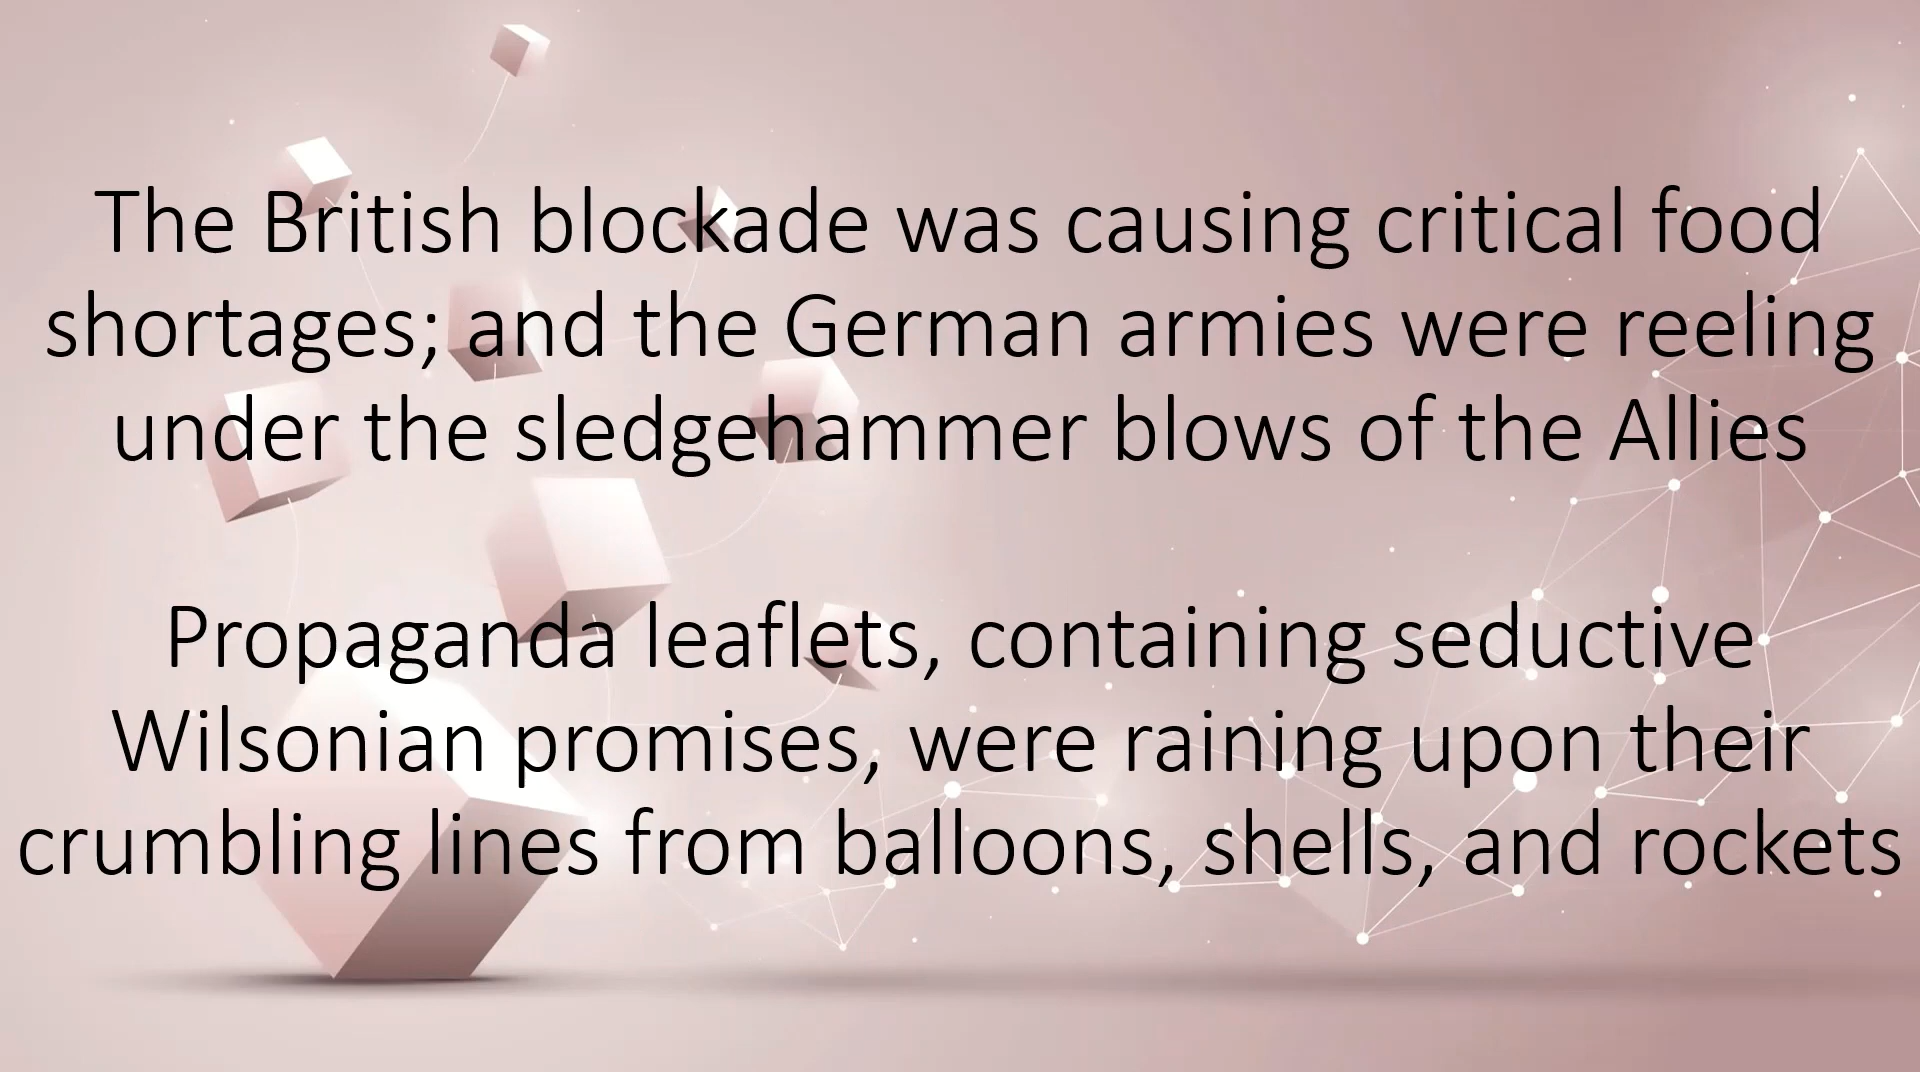 The British blockade was causing critical food
shortages; and the German armies were reeling
under the sledgehammer blows of the Allies
Propaganda leaflets, containing seductive
Wilsonian promises, were raining upon their
crumbling lines from balloons, shells, and rockets